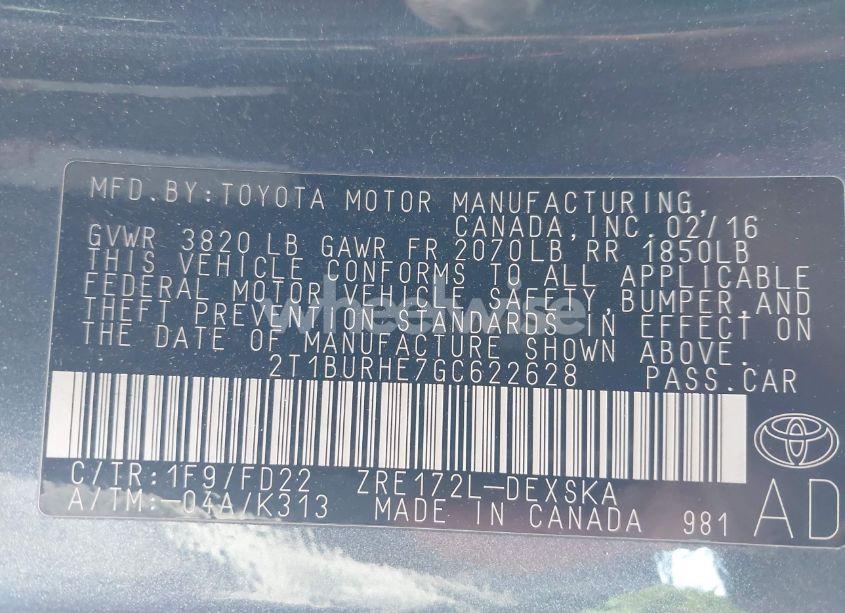 MFD.BY:TOYOTA MOTOR MANUFACTURING,
CANADA,INC.02/16
GVWR 3820 LB GAWR FR 2070LB RR 1850LB
THIS VEHICLE CONFORMS TO ALL APPLICABLE
FEDERAL MOTOR VEHICLE SAFETY,BUMPER,AND
THEFT PREVENTION STANDARDS IN EFFECT ON
THE DATE OF MANUFACTURE SHOWN ABOVE.
2T1BURHE7GC622628 PASS.CAR
C/TR:1F9/FD22 ZRE172L-DEXSKA
A/TM:-04A/K313 MADE IN CANADA 981 AD
wheelwise